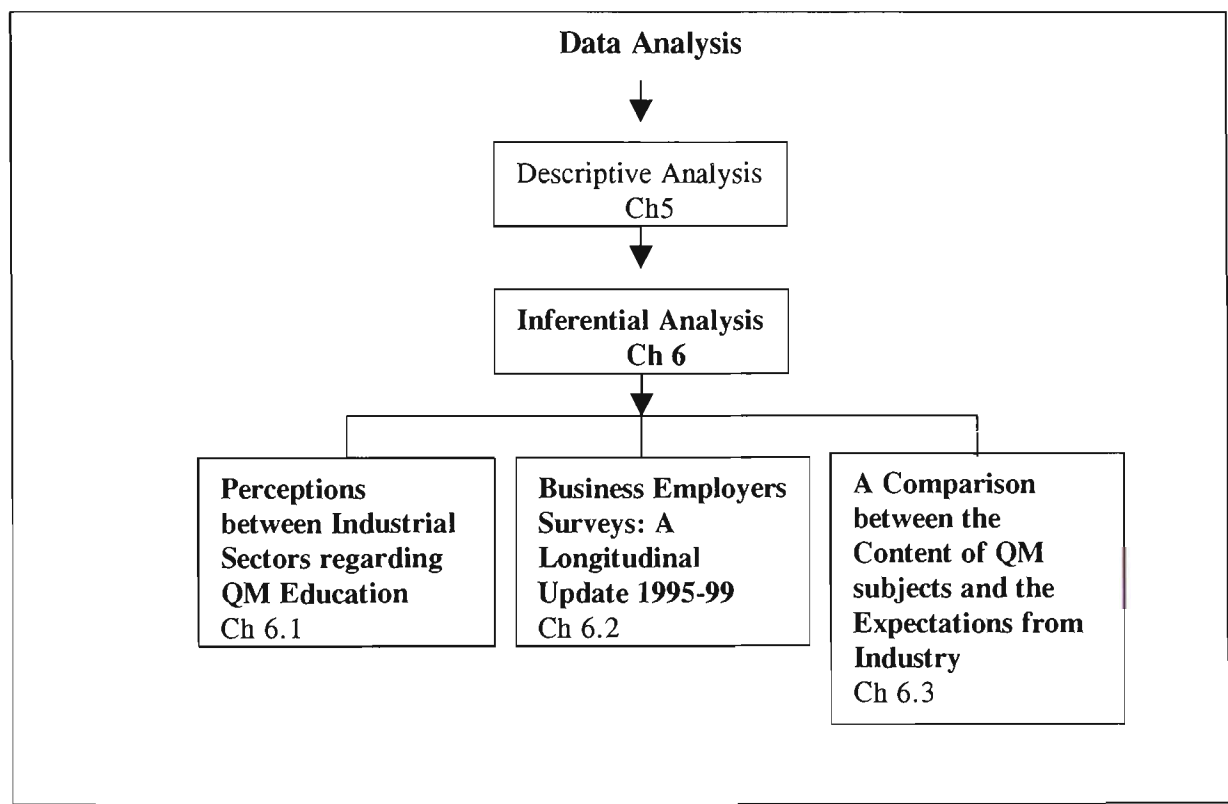 Data Analysis
Descriptive Analysis
Ch5
Inferential Analysis
Ch 6
Perceptions
between Industrial
Sectors regarding
QM Education
Ch 6.1
Business Employers
Surveys: A
Longitudinal
Update 1995-99
Ch 6.2
A Comparison
between the
Content of QM
subjects and the
Expectations from
Industry
Ch 6.3